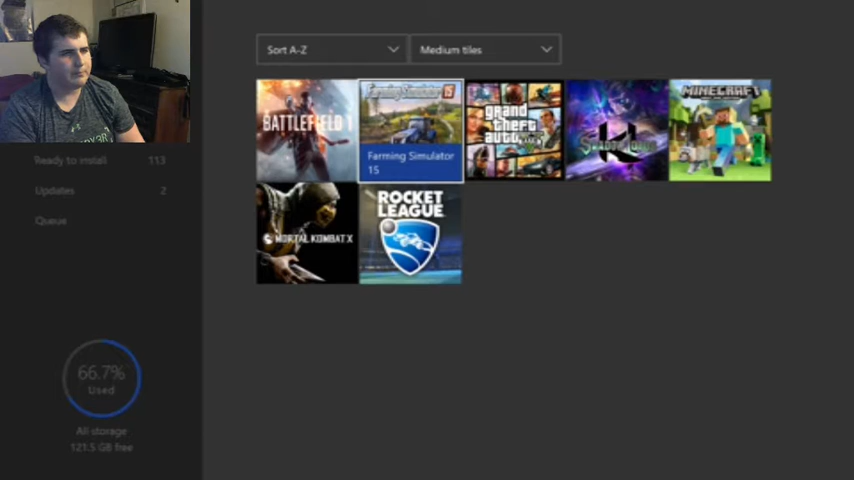 Sort A-Z
Medium tiles
BATTLEFIELD 1
Farming Simulator 15
Farming Simulator
15
grand
theft
auto
MINECRAFT
MORTAL KOMBAT X
ROCKET
LEAGUE
Ready to install 113
Updates 2
Queue
66.7%
Used
All storage
121.5 GB free